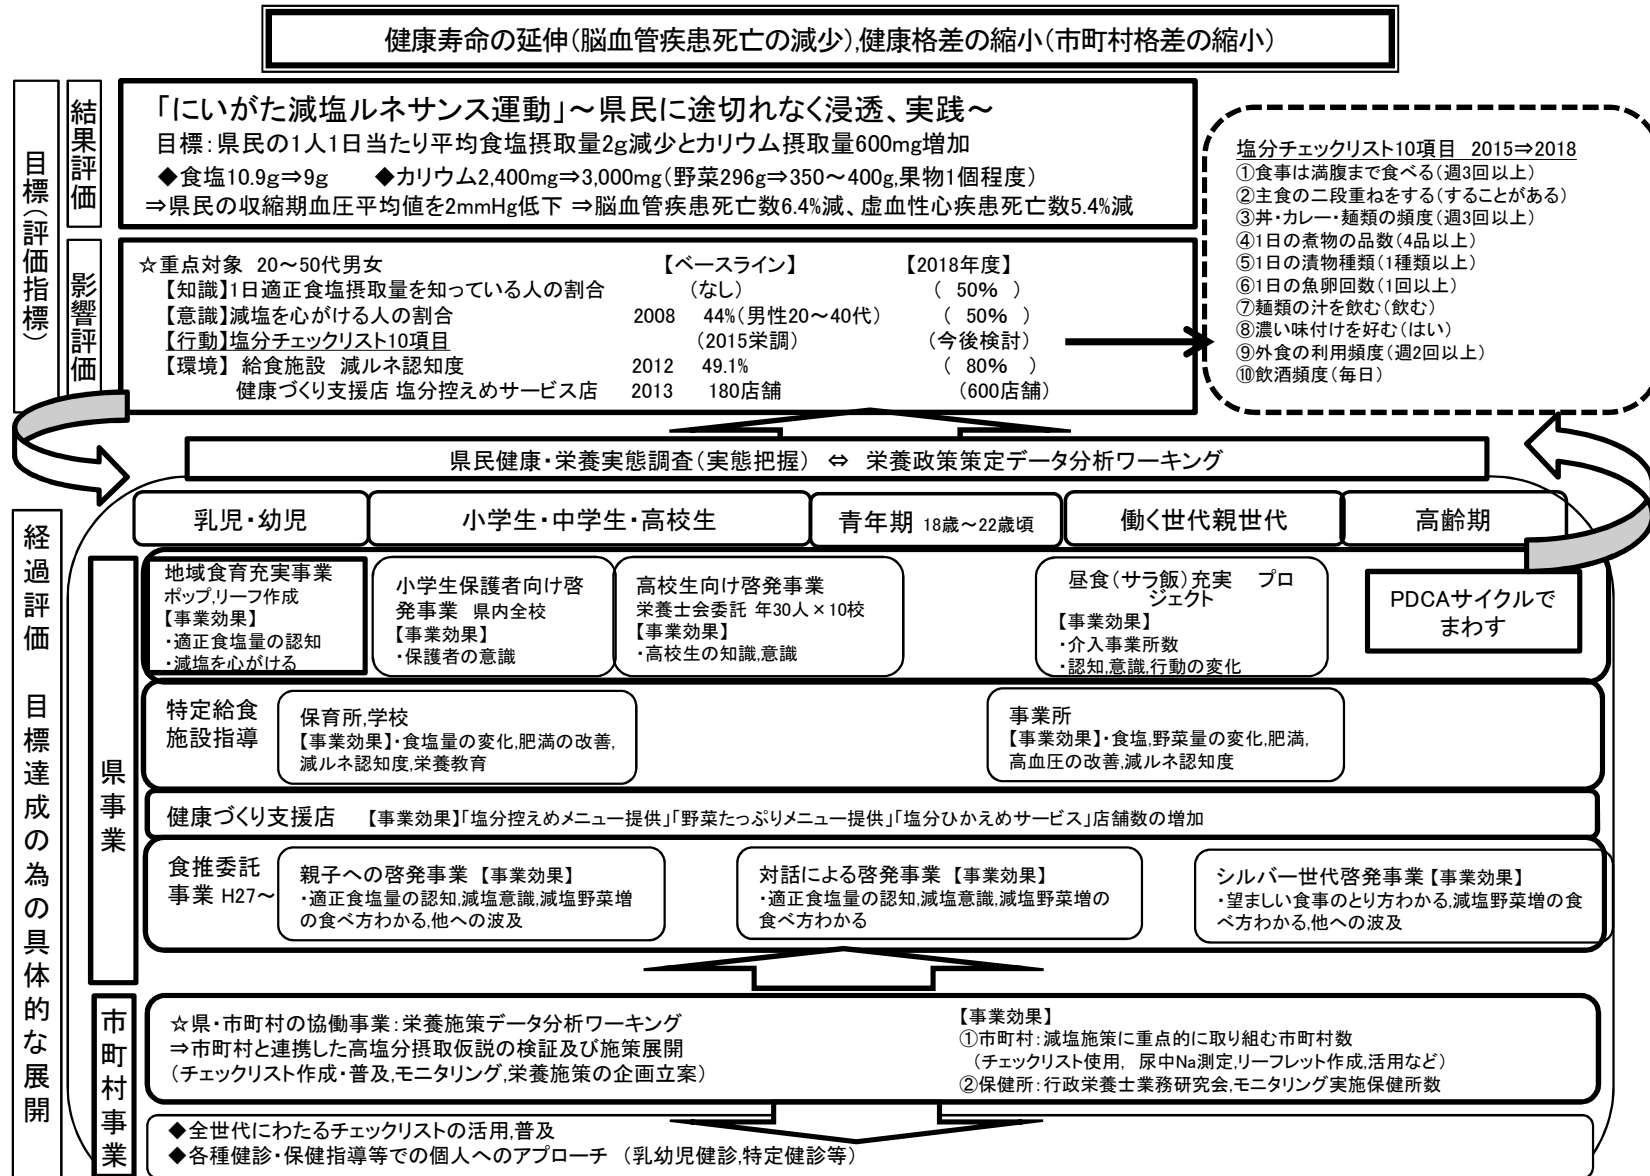 健康寿命の延伸(脳血管疾患死亡の減少),健康格差の縮小(市町村格差の縮小)
目標(評価指標)
結果評価
「にいがた減塩ルネサンス運動」～県民に途切れなく浸透、実践～
目標:県民の1人1日当たり平均食塩摂取量2g減少とカリウム摂取量600mg増加
◆食塩10.9g⇒9g ◆カリウム2,400mg⇒3,000mg(野菜296g⇒350～400g,果物1個程度)
⇒県民の収縮期血圧平均値を2mmHg低下 ⇒脳血管疾患死亡数6.4%減、虚血性心疾患死亡数5.4%減
影響評価
☆重点対象 20～50代男女 【ベースライン】 【2018年度】
【知識】1日適正食塩摂取量を知っている人の割合 (なし) ( 50% )
【意識】減塩を心がける人の割合 2008 44%(男性20～40代) ( 50% )
【行動】塩分チェックリスト10項目 (2015栄調) (今後検討)
【環境】 給食施設 減ルネ認知度 2012 49.1% ( 80% )
健康づくり支援店 塩分控えめサービス店 2013 180店舗 (600店舗)
塩分チェックリスト10項目 2015⇒2018
①食事は満腹まで食べる(週3回以上)
②主食の二段重ねをする(することがある)
③丼・カレー・麺類の頻度(週3回以上)
④1日の煮物の品数(4品以上)
⑤1日の漬物種類(1種類以上)
⑥1日の魚卵回数(1回以上)
⑦麺類の汁を飲む(飲む)
⑧濃い味付けを好む(はい)
⑨外食の利用頻度(週2回以上)
⑩飲酒頻度(毎日)
県民健康・栄養実態調査(実態把握) ⇔ 栄養政策策定データ分析ワーキング
経過評価 目標達成の為の具体的な展開
乳児・幼児
小学生・中学生・高校生
青年期 18歳～22歳頃
働く世代親世代
高齢期
県事業
地域食育充実事業
ポップ,リーフ作成
【事業効果】
・適正食塩量の認知
・減塩を心がける
小学生保護者向け啓
発事業 県内全校
【事業効果】
・保護者の意識
高校生向け啓発事業
栄養士会委託 年30人×10校
【事業効果】
・高校生の知識,意識
昼食(サラ飯)充実 プロ
ジェクト
【事業効果】
・介入事業所数
・認知,意識,行動の変化
PDCAサイクルで
まわす
特定給食
施設指導
保育所,学校
【事業効果】・食塩量の変化,肥満の改善,
減ルネ認知度,栄養教育
事業所
【事業効果】・食塩,野菜量の変化,肥満,
高血圧の改善,減ルネ認知度
健康づくり支援店 【事業効果】「塩分控えめメニュー提供」「野菜たっぷりメニュー提供」「塩分ひかえめサービス」店舗数の増加
食推委託
事業 H27～
親子への啓発事業 【事業効果】
・適正食塩量の認知,減塩意識,減塩野菜増
の食べ方わかる,他への波及
対話による啓発事業 【事業効果】
・適正食塩量の認知,減塩意識,減塩野菜増の
食べ方わかる
シルバー世代啓発事業【事業効果】
・望ましい食事のとり方わかる,減塩野菜増の食
べ方わかる,他への波及
市町村事業
☆県・市町村の協働事業:栄養施策データ分析ワーキング
⇒市町村と連携した高塩分摂取仮説の検証及び施策展開
(チェックリスト作成・普及,モニタリング,栄養施策の企画立案)
【事業効果】
①市町村:減塩施策に重点的に取り組む市町村数
(チェックリスト使用, 尿中Na測定,リーフレット作成,活用など)
②保健所:行政栄養士業務研究会,モニタリング実施保健所数
◆全世代にわたるチェックリストの活用,普及
◆各種健診・保健指導等での個人へのアプローチ (乳幼児健診,特定健診等)